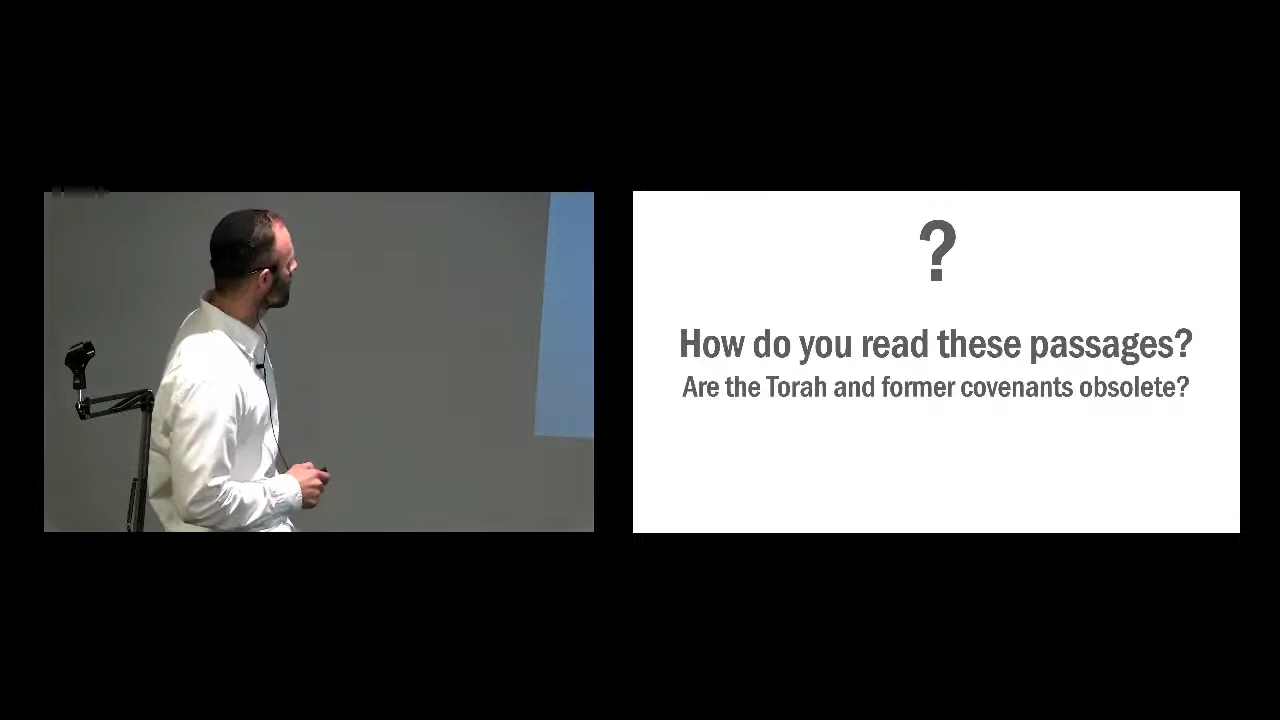 ?
How do you read these passages?
Are the Torah and former covenants obsolete?